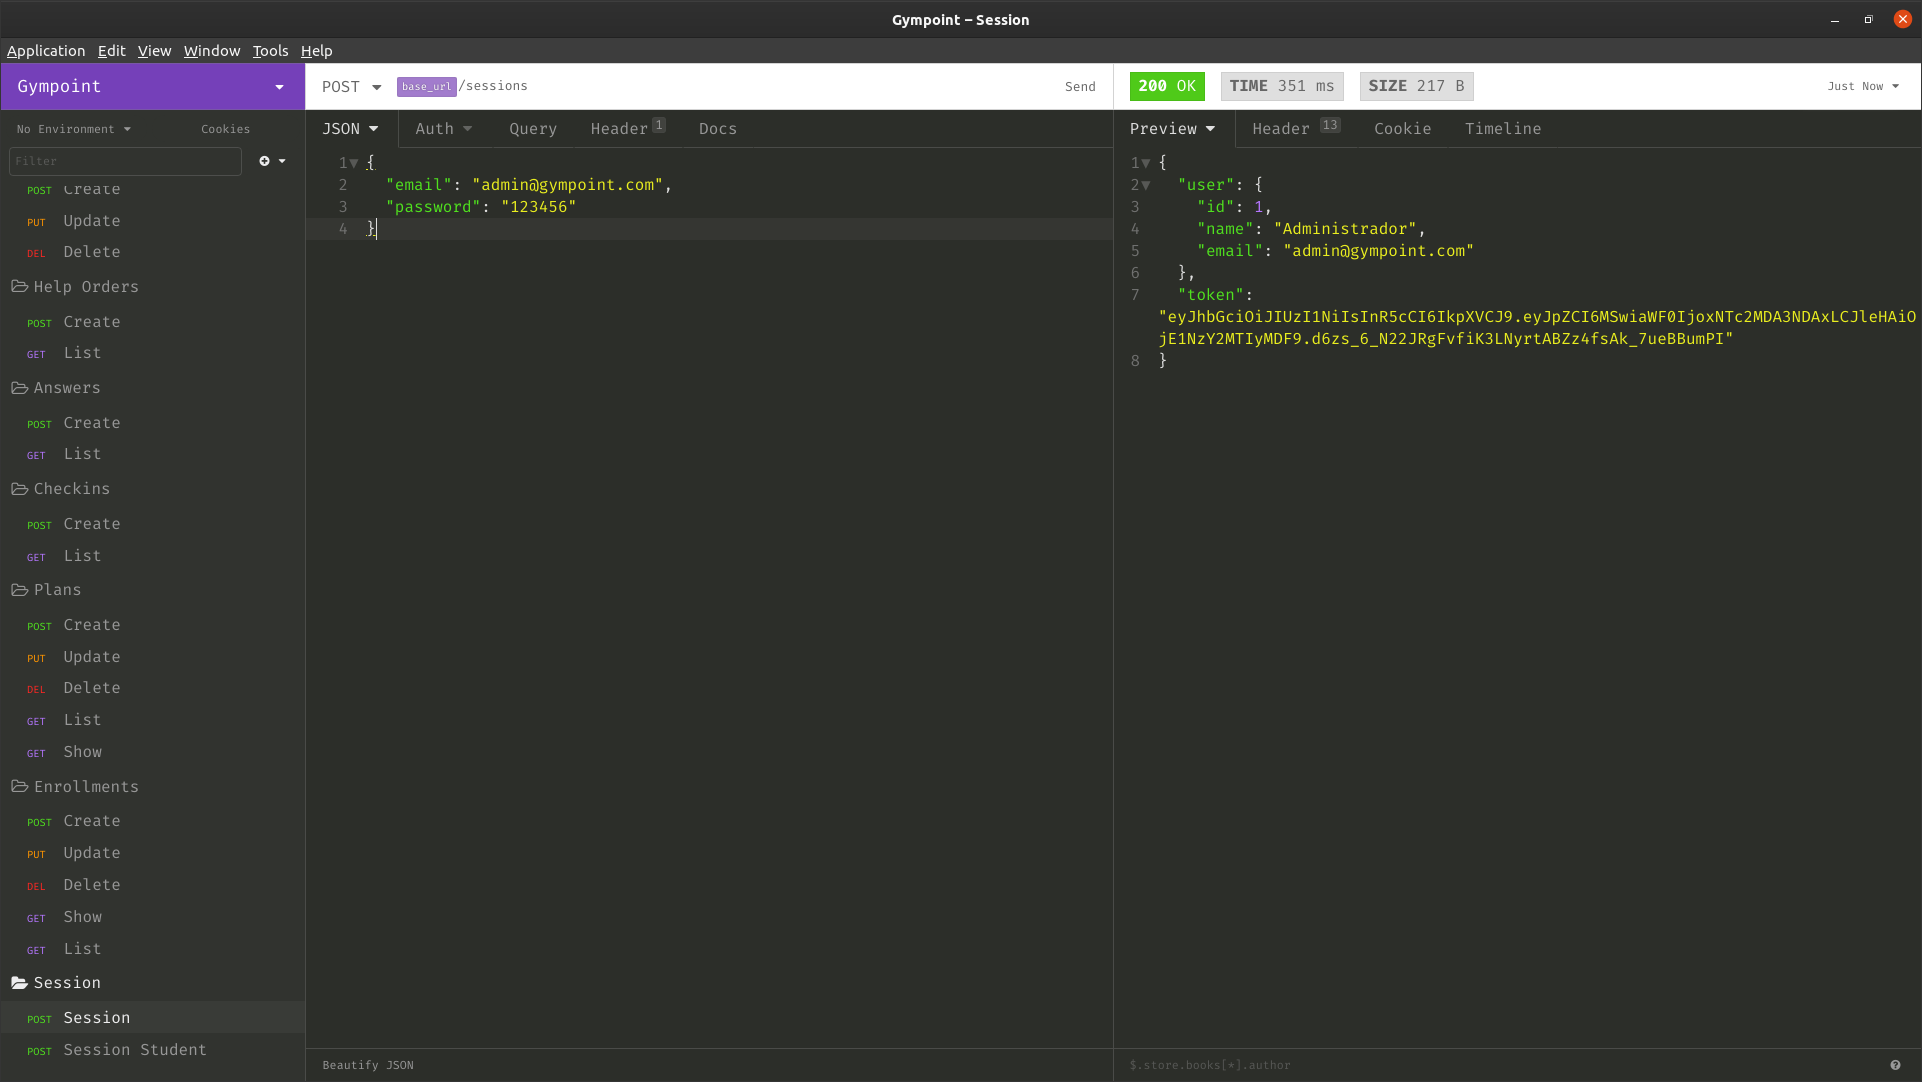 Gympoint – Session
Application Edit View Window Tools Help
Gympoint
POST base_url /sessions Send
200 OK TIME 351 ms SIZE 217 B Just Now
No Environment Cookies
JSON Auth Query Header 1 Docs
Preview Header 13 Cookie Timeline
Filter
POST Create
PUT Update
DEL Delete
Help Orders
POST Create
GET List
Answers
POST Create
GET List
Checkins
POST Create
GET List
Plans
POST Create
PUT Update
DEL Delete
GET List
GET Show
Enrollments
POST Create
PUT Update
DEL Delete
GET Show
GET List
Session
POST Session
POST Session Student
1 {
2 "email": "admin@gympoint.com",
3 "password": "123456"
4 }
Beautify JSON
1 {
2 "user": {
3 "id": 1,
4 "name": "Administrador",
5 "email": "admin@gympoint.com"
6 },
7 "token":
"eyJhbGciOiJIUzI1NiIsInR5cCI6IkpXVCJ9.eyJpZCI6MSwiaWF0IjoxNTc2MDA3NDAxLCJleHAiO
jE1NzY2MTIyMDF9.d6zs_6_N22JRgFvfiK3LNyrtABZz4fsAk_7ueBBumPI"
8 }
$.store.books[*].author